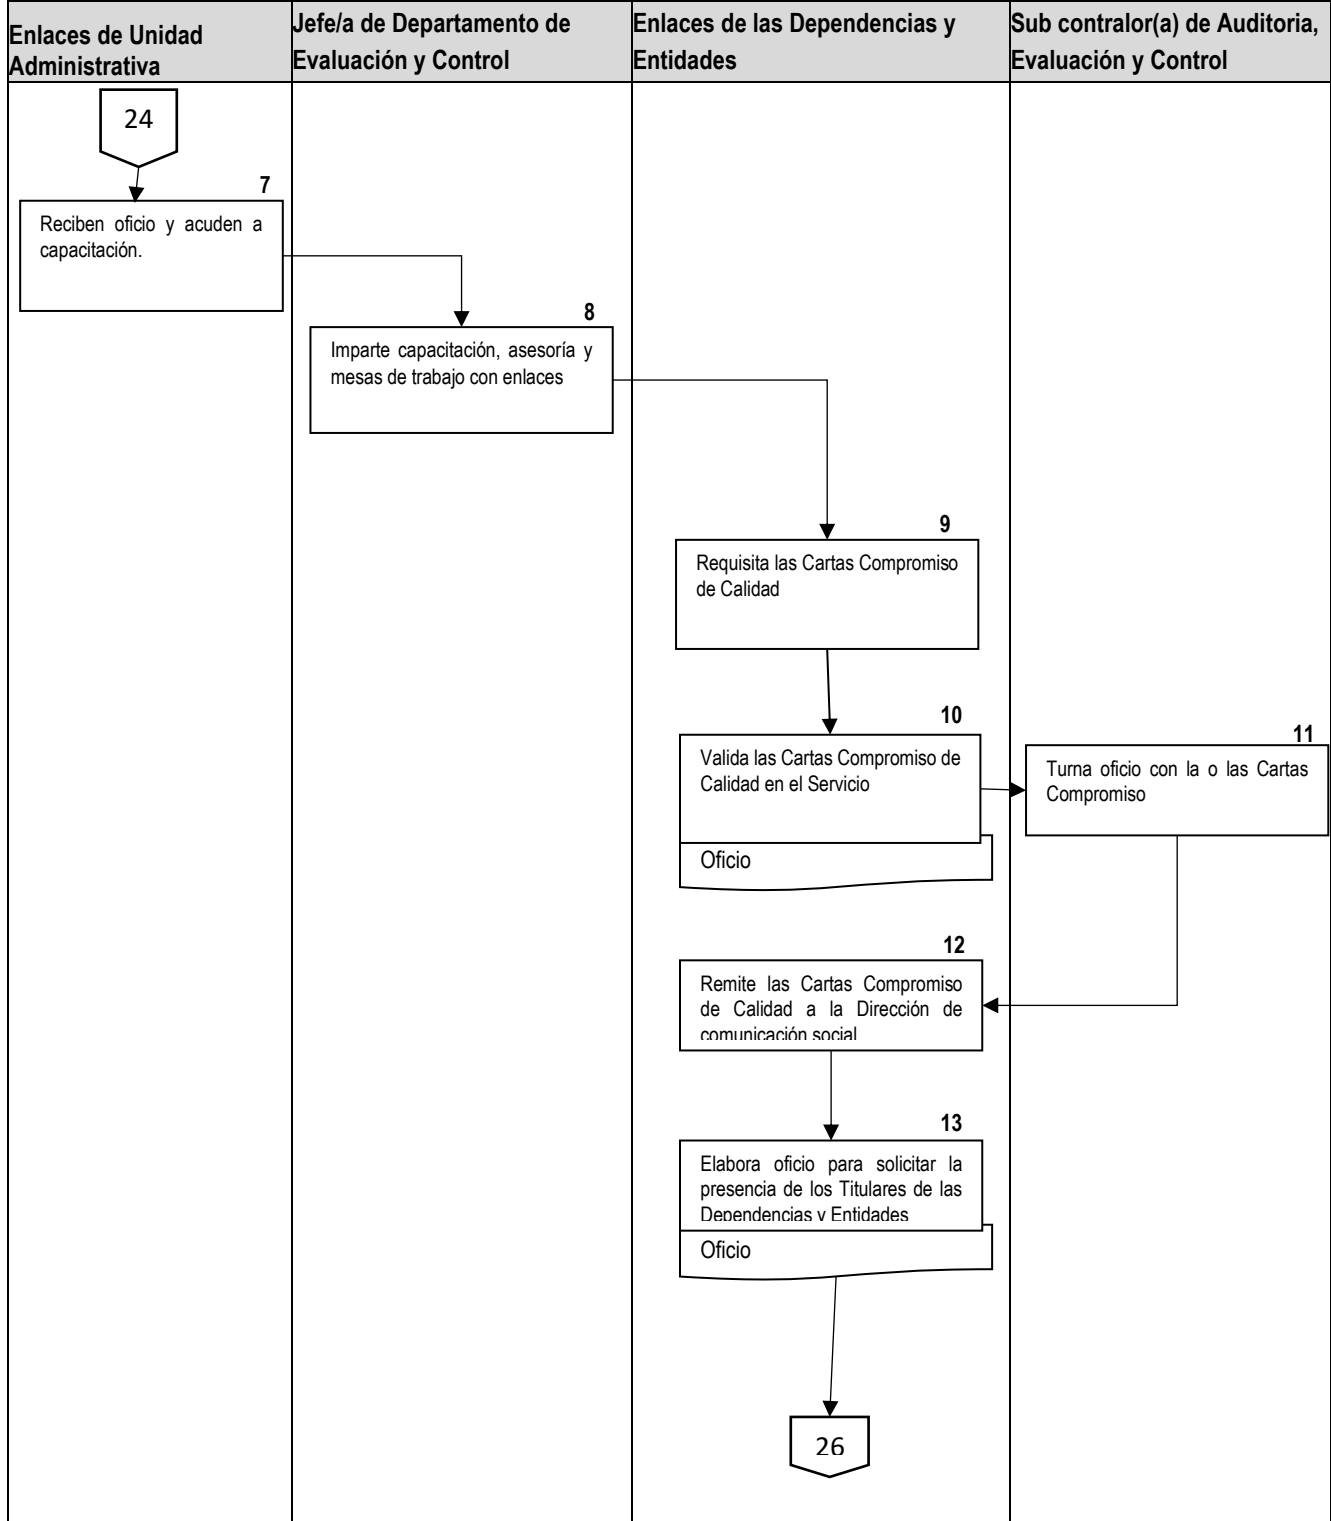 Enlaces de Unidad
Administrativa
Jefe/a de Departamento de
Evaluación y Control
Enlaces de las Dependencias y
Entidades
Sub contralor(a) de Auditoria,
Evaluación y Control
24
7
Reciben oficio y acuden a
capacitación.
8
Imparte capacitación, asesoría y
mesas de trabajo con enlaces
9
Requisita las Cartas Compromiso
de Calidad
10
Valida las Cartas Compromiso de
Calidad en el Servicio
Oficio
11
Turna oficio con la o las Cartas
Compromiso
12
Remite las Cartas Compromiso
de Calidad a la Dirección de
comunicación social
13
Elabora oficio para solicitar la
presencia de los Titulares de las
Dependencias y Entidades
Oficio
26